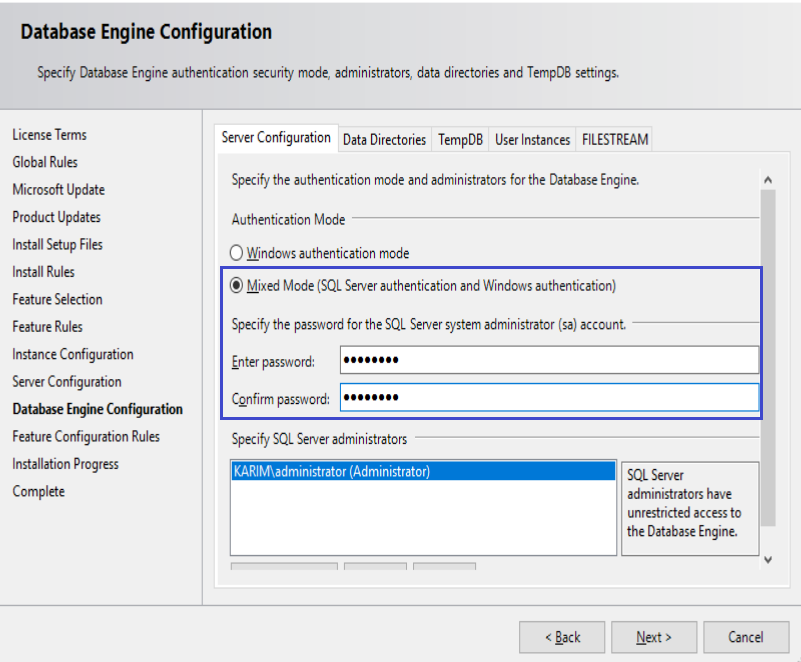 Database Engine Configuration
Specify Database Engine authentication security mode, administrators, data directories and TempDB settings.
License Terms
Global Rules
Microsoft Update
Product Updates
Install Setup Files
Install Rules
Feature Selection
Feature Rules
Instance Configuration
Server Configuration
Database Engine Configuration
Feature Configuration Rules
Installation Progress
Complete
Server Configuration Data Directories TempDB User Instances FILESTREAM
Specify the authentication mode and administrators for the Database Engine.
Authentication Mode
Windows authentication mode
Mixed Mode (SQL Server authentication and Windows authentication)
Specify the password for the SQL Server system administrator (sa) account.
Enter password: ●●●●●●●●
Confirm password: ●●●●●●●●
Specify SQL Server administrators
KARIM\administrator (Administrator)
SQL Server
administrators have
unrestricted access to
the Database Engine.
< Back Next > Cancel